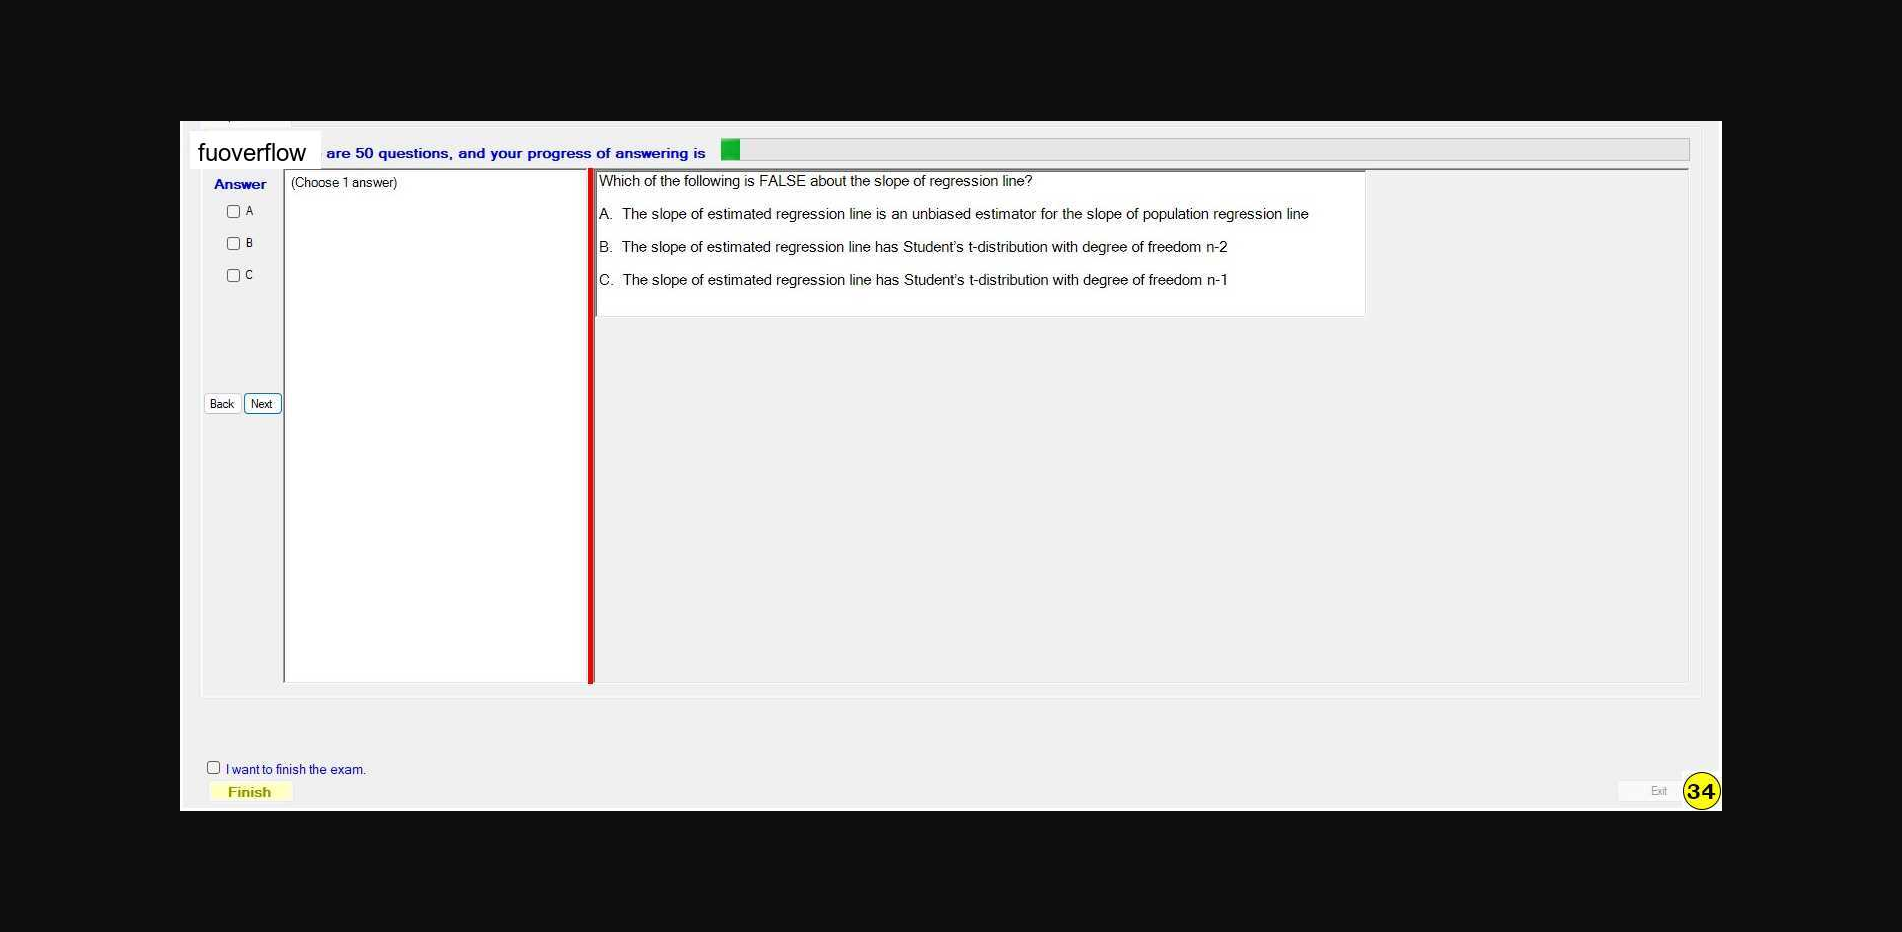 fuoverflow are 50 questions, and your progress of answering is
Answer
(Choose 1 answer)
A
B
C
Back Next
Which of the following is FALSE about the slope of regression line?
A. The slope of estimated regression line is an unbiased estimator for the slope of population regression line
B. The slope of estimated regression line has Student's t-distribution with degree of freedom n-2
C. The slope of estimated regression line has Student's t-distribution with degree of freedom n-1
I want to finish the exam.
Finish
Exit
34